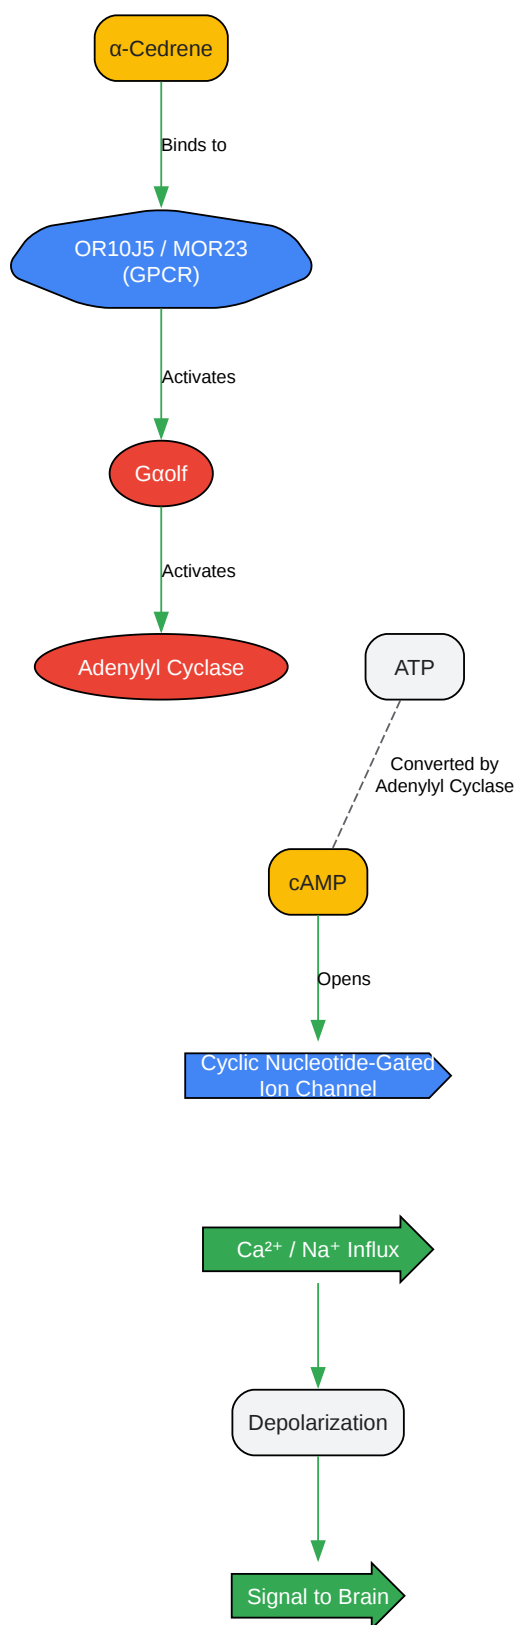 α-Cedrene
Binds to
OR10J5 / MOR23
(GPCR)
Activates
Gαolf
Activates
Adenylyl Cyclase
ATP
Converted by
Adenylyl Cyclase
cAMP
Opens
Cyclic Nucleotide-Gated
Ion Channel
Ca²⁺ / Na⁺ Influx
Depolarization
Signal to Brain